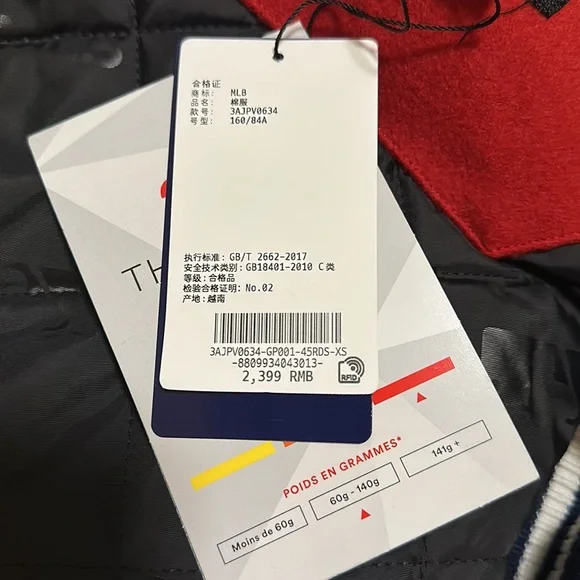 合格证
商标: MLB
品名: 棉服
款号: 3AJPV0634
号型: 160/84A
执行标准: GB/T 2662-2017
安全技术类别: GB18401-2010 C 类
等级: 合格品
检验合格证明: No.02
产地: 越南
3AJPV0634-GP001-45RDS-XS
-8809934043013-
2,399 RMB
RFID
TH
POIDS EN GRAMMES*
Moins de 60g
60g - 140g
141g +